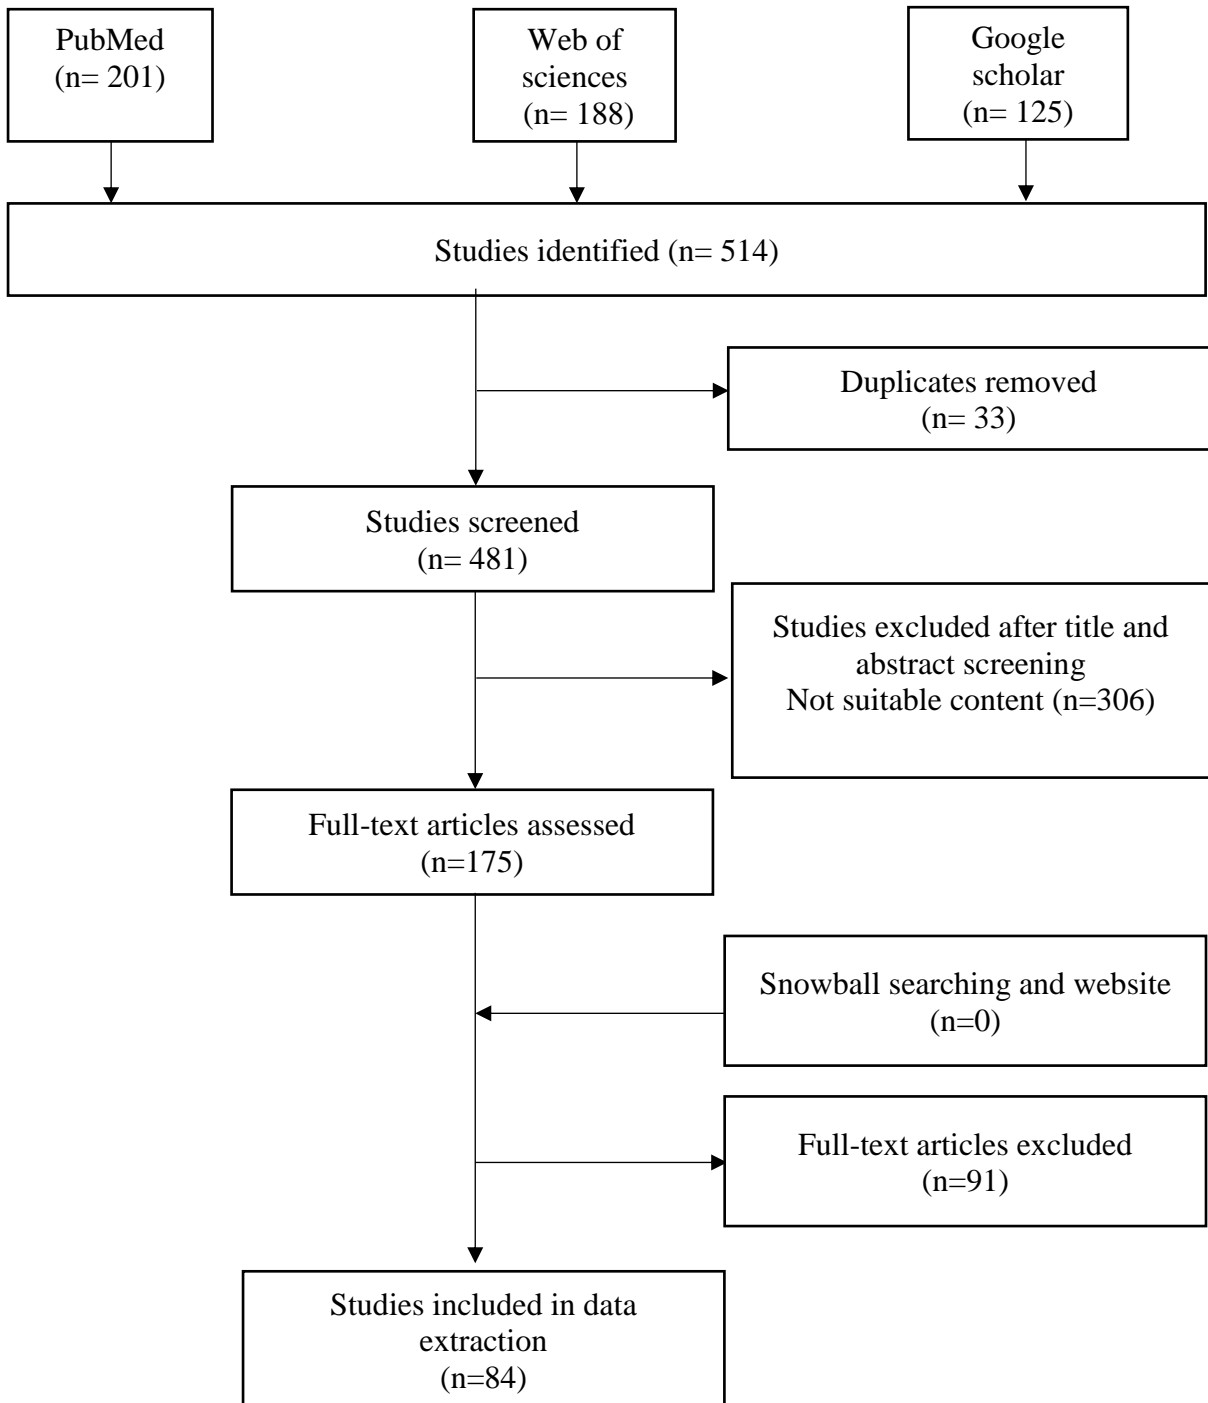 PubMed
(n= 201)
Web of
sciences
(n= 188)
Google
scholar
(n= 125)
Studies identified (n= 514)
Duplicates removed
(n= 33)
Studies screened
(n= 481)
Studies excluded after title and
abstract screening
Not suitable content (n=306)
Full-text articles assessed
(n=175)
Snowball searching and website
(n=0)
Full-text articles excluded
(n=91)
Studies included in data
extraction
(n=84)